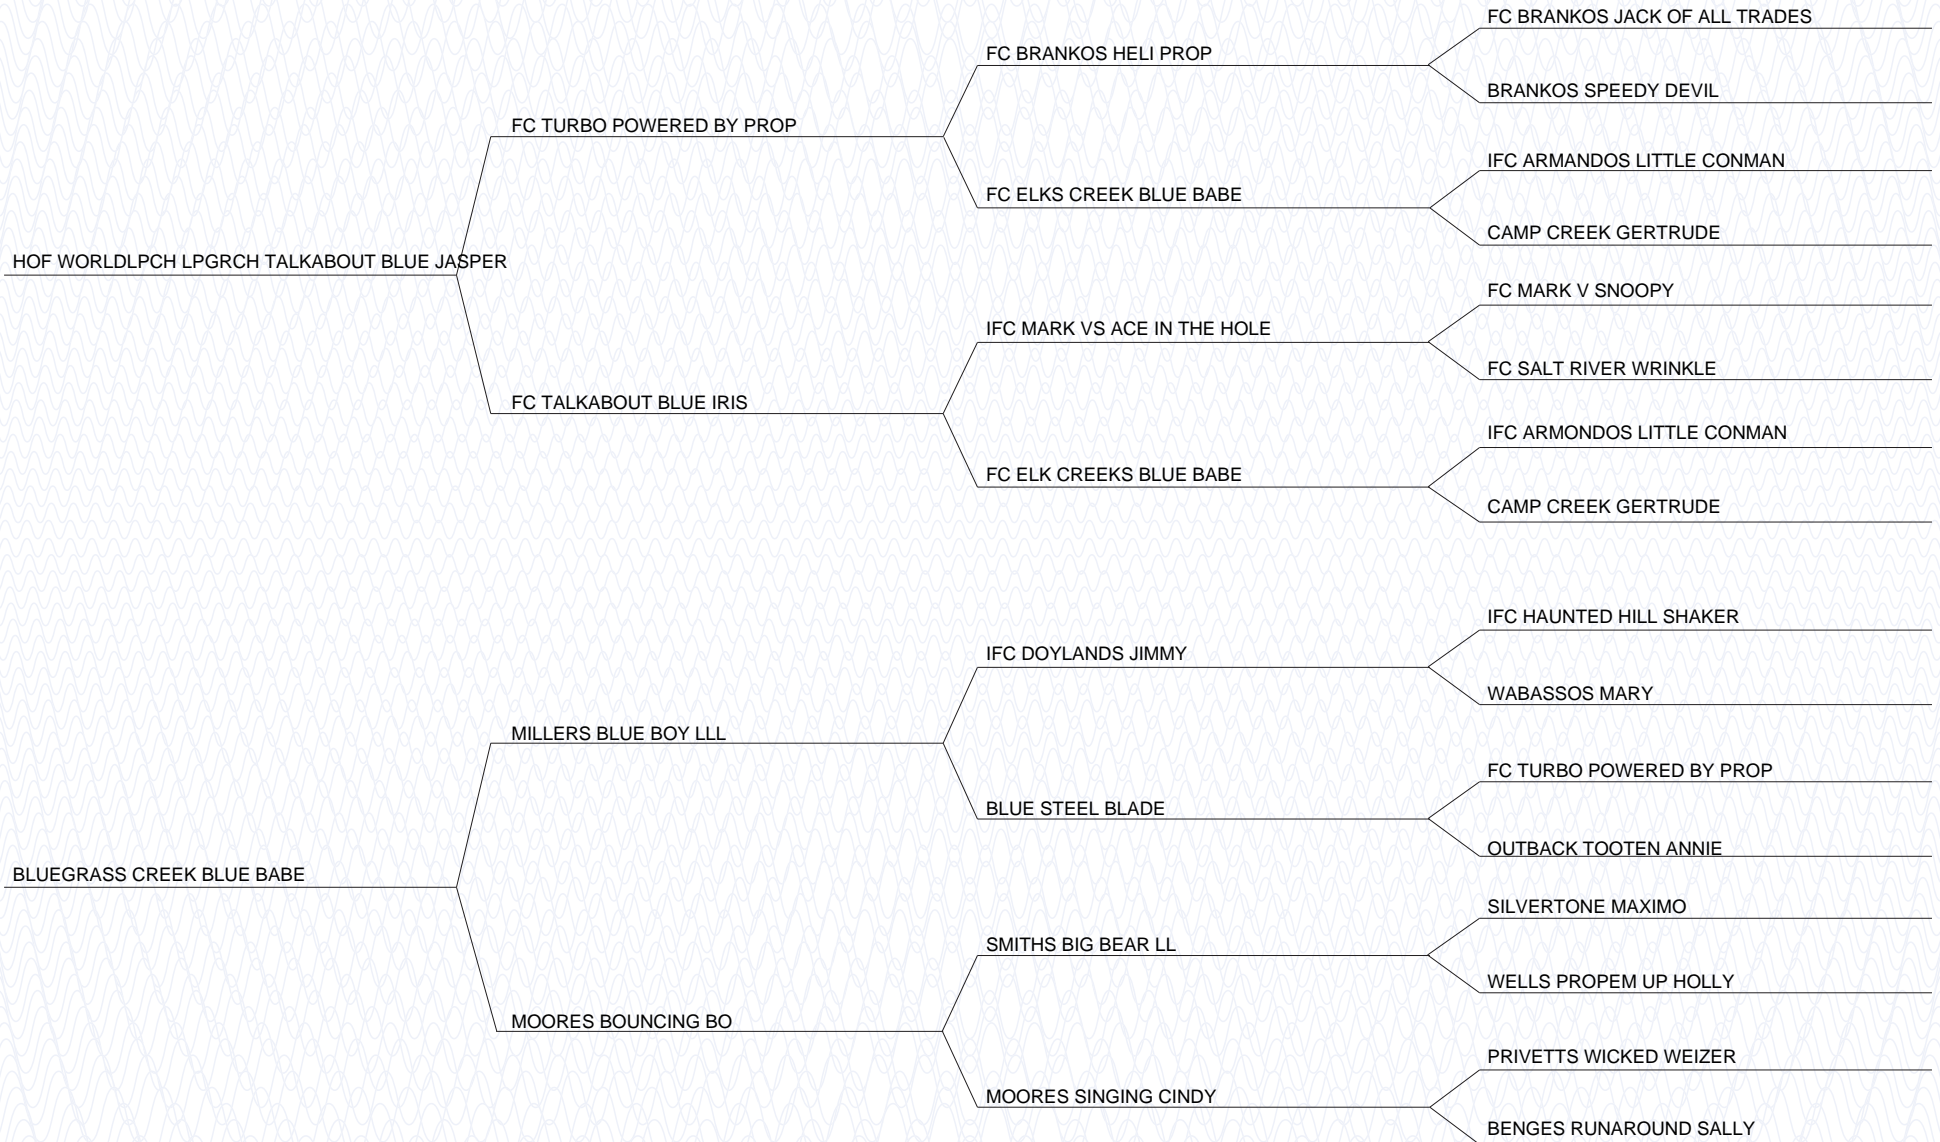 FC BRANKOS JACK OF ALL TRADES
FC BRANKOS HELI PROP
BRANKOS SPEEDY DEVIL
FC TURBO POWERED BY PROP
IFC ARMANDOS LITTLE CONMAN
FC ELKS CREEK BLUE BABE
CAMP CREEK GERTRUDE
HOF WORLDLPCH LPGRCH TALKABOUT BLUE JASPER
FC MARK V SNOOPY
IFC MARK VS ACE IN THE HOLE
FC SALT RIVER WRINKLE
FC TALKABOUT BLUE IRIS
IFC ARMONDOS LITTLE CONMAN
FC ELK CREEKS BLUE BABE
CAMP CREEK GERTRUDE
IFC HAUNTED HILL SHAKER
IFC DOYLANDS JIMMY
WABASSOS MARY
MILLERS BLUE BOY LLL
FC TURBO POWERED BY PROP
BLUE STEEL BLADE
OUTBACK TOOTEN ANNIE
BLUEGRASS CREEK BLUE BABE
SILVERTONE MAXIMO
SMITHS BIG BEAR LL
WELLS PROPEM UP HOLLY
MOORES BOUNCING BO
PRIVETTS WICKED WEIZER
MOORES SINGING CINDY
BENGES RUNAROUND SALLY